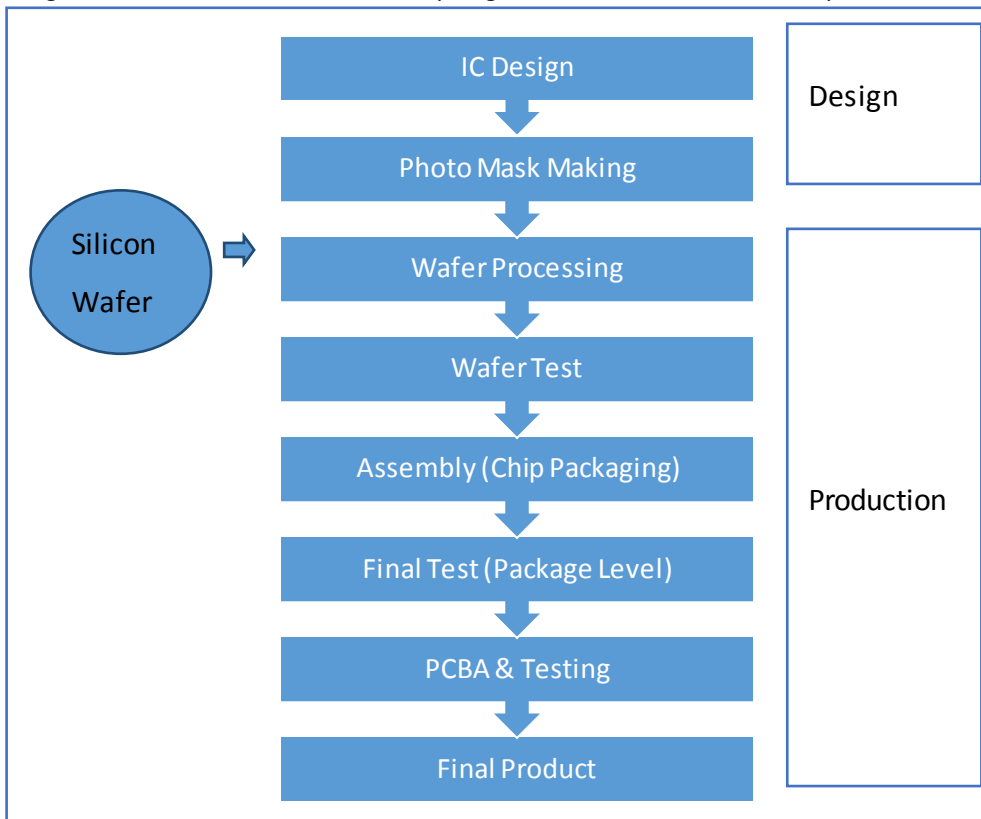 IC Design
Design
Photo Mask Making
Silicon
Wafer
Wafer Processing
Wafer Test
Assembly (Chip Packaging)
Production
Final Test (Package Level)
PCBA & Testing
Final Product